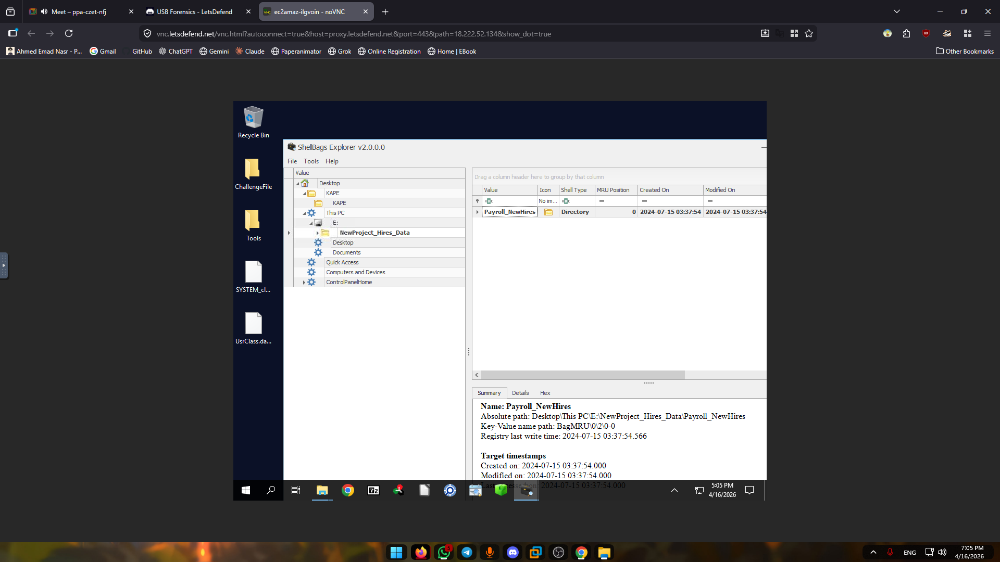 Meet – ppa-czet-nfj
USB Forensics - LetsDefend
ec2amaz-ilgvoin - noVNC
vnc.letsdefend.net/vnc.html?autoconnect=true&host=proxy.letsdefend.net&port=443&path=18.222.52.134&show_dot=true
Ahmed Emad Nasr - P...
Gmail
GitHub
ChatGPT
Gemini
Claude
Paperanimator
Grok
Online Registration
Home | EBook
Other Bookmarks
Recycle Bin
ChallengeFile
Tools
SYSTEM_cl...
UsrClass.da...
ShellBags Explorer v2.0.0.0
File Tools Help
Value
Desktop
KAPE
KAPE
This PC
E:
NewProject_Hires_Data
Desktop
Documents
Quick Access
Computers and Devices
ControlPanelHome
Drag a column header here to group by that column
Value Icon Shell Type MRU Position Created On Modified On
No im...
Payroll_NewHires Directory 0 2024-07-15 03:37:54 2024-07-15 03:37:54
Summary Details Hex
Name: Payroll_NewHires
Absolute path: Desktop\This PC\E:\NewProject_Hires_Data\Payroll_NewHires
Key-Value name path: BagMRU\0\2\0-0
Registry last write time: 2024-07-15 03:37:54.566
Target timestamps
Created on: 2024-07-15 03:37:54.000
Modified on: 2024-07-15 03:37:54.000
2024-07-15 03:37:54.000
5:05 PM
4/16/2026
ENG
7:05 PM
4/16/2026